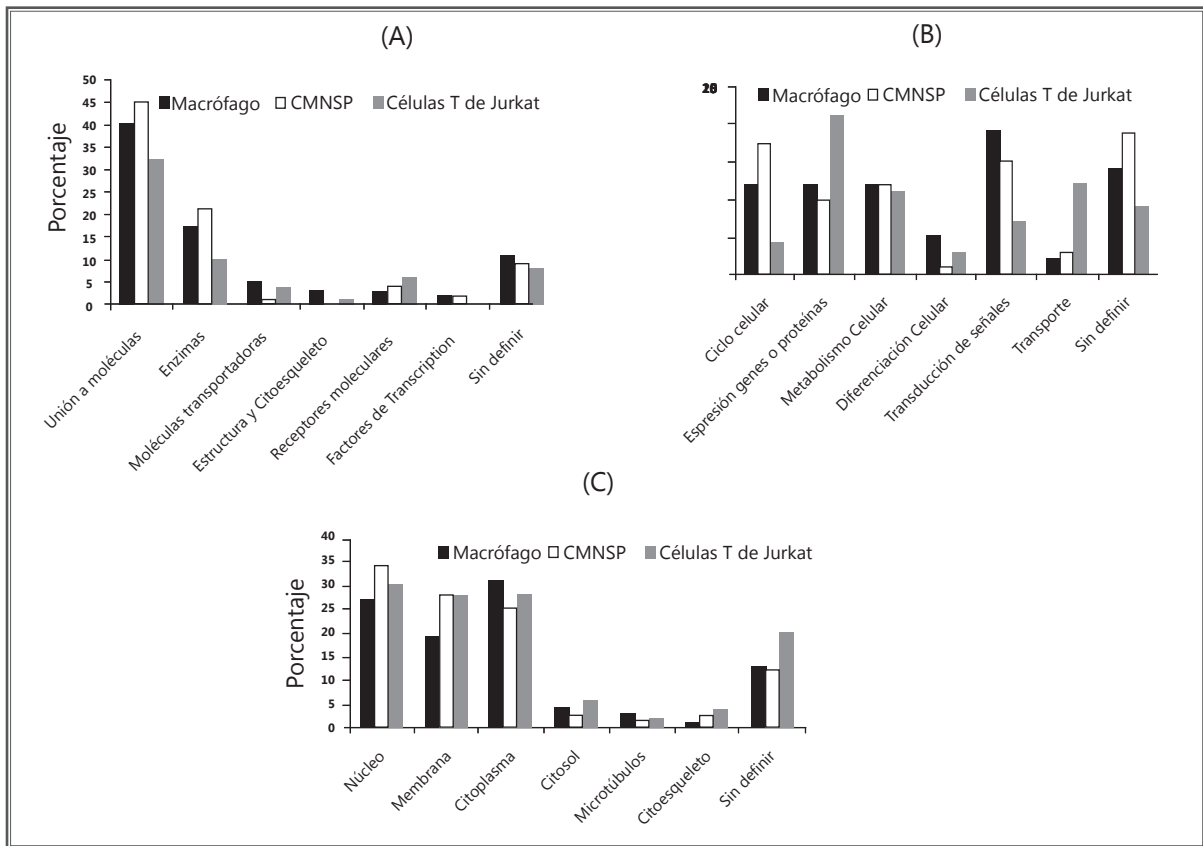 (A)
Porcentaje
50
45
40
35
30
25
20
15
10
5
0
Macrófago CMNSP Células T de Jurkat
Unión a moléculas
Enzimas
Moléculas transportadoras
Estructura y Citoesqueleto
Receptores moleculares
Factores de Transcription
Sin definir
(B)
Macrófago CMNSP Células T de Jurkat
Ciclo celular
Espresión genes o proteínas
Metabolismo Celular
Diferenciación Celular
Transducción de señales
Transporte
Sin definir
(C)
Porcentaje
40
35
30
25
20
15
10
5
0
Macrófago CMNSP Células T de Jurkat
Núcleo
Membrana
Citoplasma
Citosol
Microtúbulos
Citoesqueleto
Sin definir